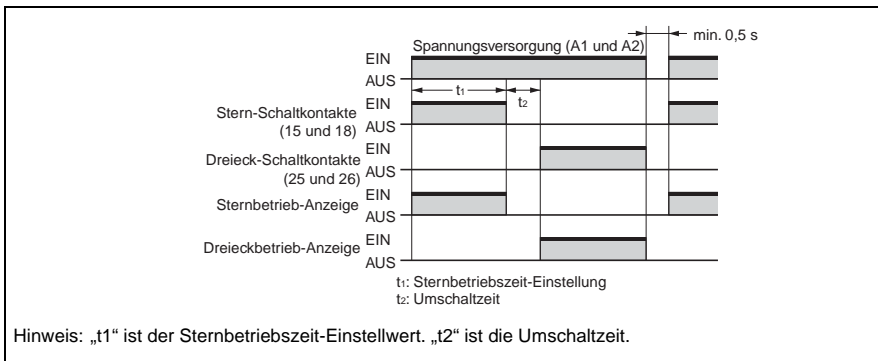 min. 0,5 s
Spannungsversorgung (A1 und A2)
EIN
AUS
t1
t2
Stern-Schaltkontakte
(15 und 18)
EIN
AUS
Dreieck-Schaltkontakte
(25 und 26)
EIN
AUS
Sternbetrieb-Anzeige
EIN
AUS
Dreieckbetrieb-Anzeige
EIN
AUS
t1: Sternbetriebszeit-Einstellung
t2: Umschaltzeit
Hinweis: „t1“ ist der Sternbetriebszeit-Einstellwert. „t2“ ist die Umschaltzeit.